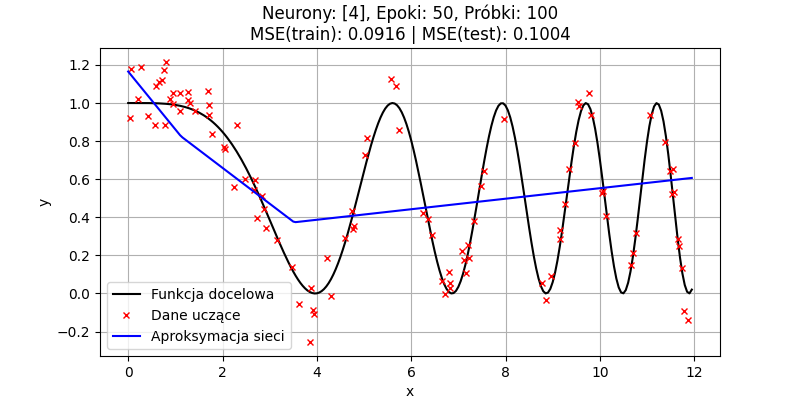 Neurony: [4], Epoki: 50, Próbki: 100
MSE(train): 0.0916 | MSE(test): 0.1004
1.2
1.0
0.8
0.6
0.4
0.2
0.0
−0.2
y
Funkcja docelowa
Dane uczące
Aproksymacja sieci
0 2 4 6 8 10 12
x